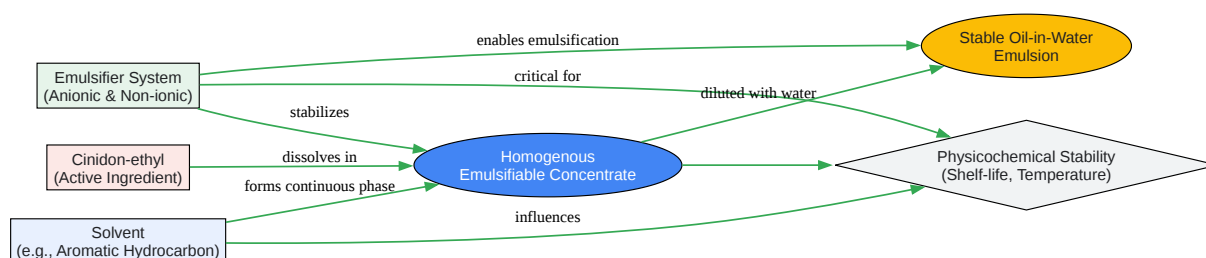 enables emulsification
Stable Oil-in-Water
Emulsion
Emulsifier System
(Anionic & Non-ionic)
critical for
diluted with water
stabilizes
Cinidon-ethyl
(Active Ingredient)
dissolves in
Homogenous
Emulsifiable Concentrate
Physicochemical Stability
(Shelf-life, Temperature)
forms continuous phase
Solvent
(e.g., Aromatic Hydrocarbon)
influences